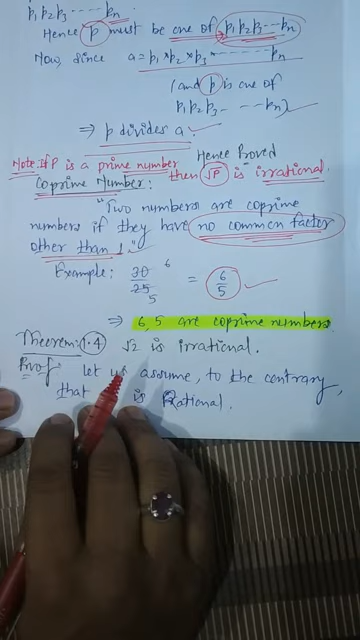 p₁p₂p₃ ---- pₙ
Hence p must be one of p₁p₂p₃--- pₙ
Now, since a = p₁×p₂×p₃× ------ pₙ
(and p is one of
p₁p₂p₃- - --pₙ)
⇒ p divides a.
Hence Proved
Note: If P is a prime number then √P is irrational.
Coprime Number:
"Two numbers are coprime
numbers if they have no common factor
other than 1."
Example: 30/25 6 5 = 6/5
⇒ 6, 5 are coprime numbers.
Theorem: 1.4 √2 is irrational.
Proof Let us assume, to the contrary,
that is Rational.